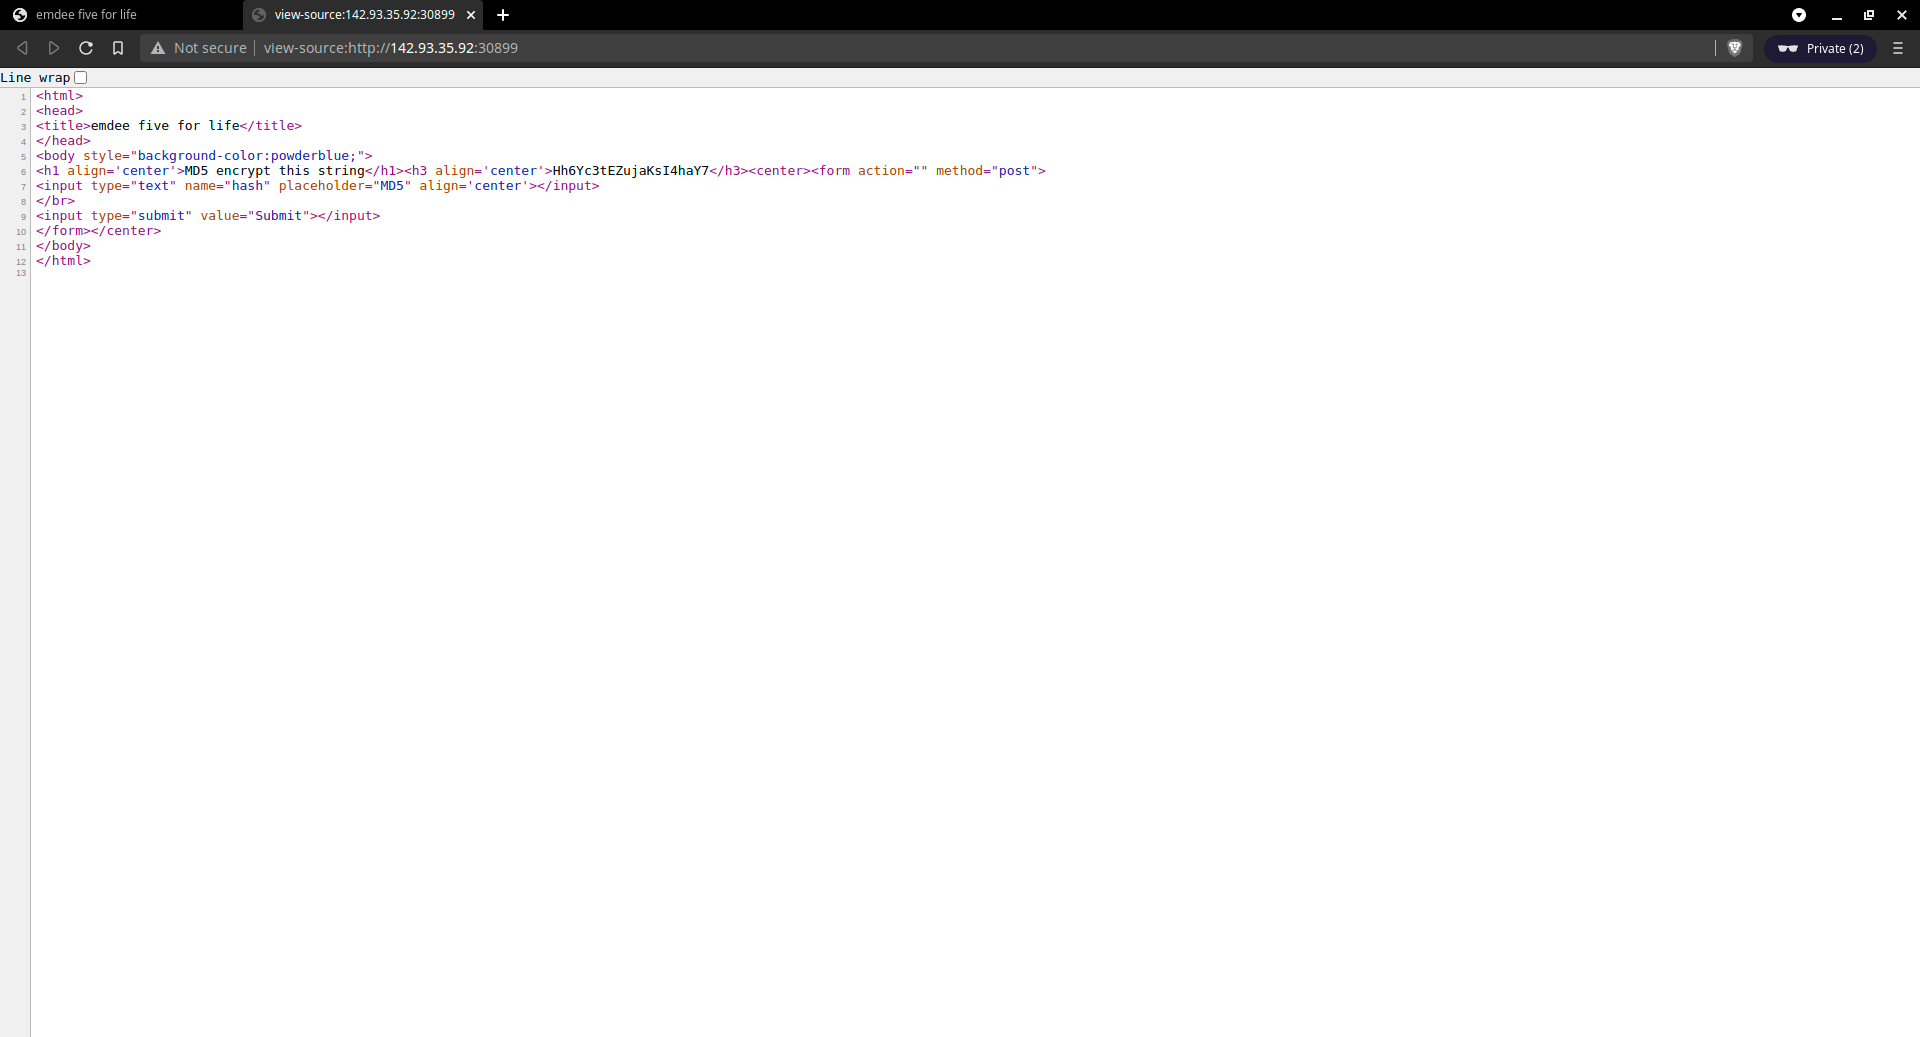 emdee five for life
view-source:142.93.35.92:30899
Not secure
view-source:http://142.93.35.92:30899
Private (2)
Line wrap
1 <html>
2 <head>
3 <title>emdee five for life</title>
4 </head>
5 <body style="background-color:powderblue;">
6 <h1 align='center'>MD5 encrypt this string</h1><h3 align='center'>Hh6Yc3tEZujaKsI4haY7</h3><center><form action="" method="post">
7 <input type="text" name="hash" placeholder="MD5" align='center'></input>
8 </br>
9 <input type="submit" value="Submit"></input>
10 </form></center>
11 </body>
12 </html>
13